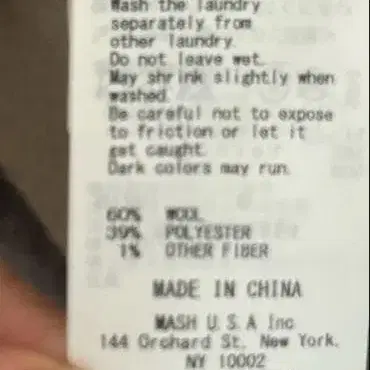 Wash the laundry
separately from
other laundry.
Do not leave wet.
May shrink slightly when
washed.
Be careful not to expose
to friction or let it
get caught.
Dark colors may run.
60% WOOL
39% POLYESTER
1% OTHER FIBER
MADE IN CHINA
MASH U.S.A Inc
144 Orchard St, New York,
NY 10002